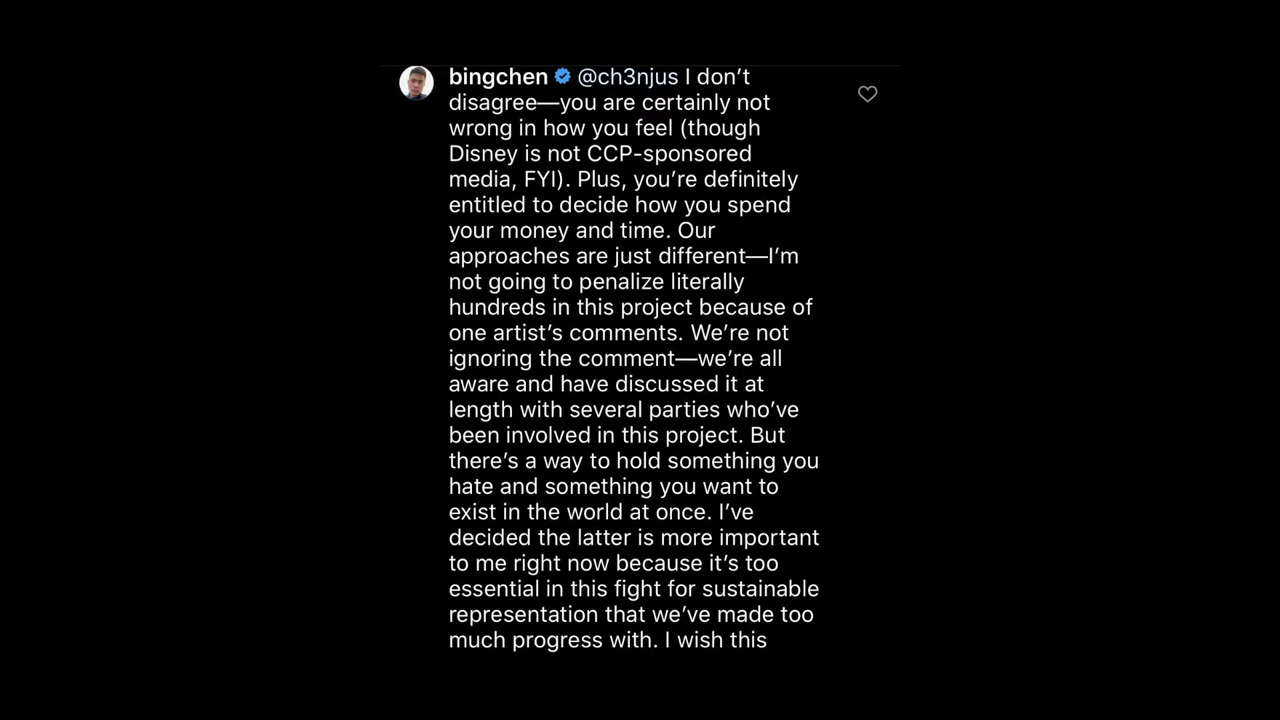 bingchen @ch3njus I don’t
disagree—you are certainly not
wrong in how you feel (though
Disney is not CCP-sponsored
media, FYI). Plus, you’re definitely
entitled to decide how you spend
your money and time. Our
approaches are just different—I’m
not going to penalize literally
hundreds in this project because of
one artist’s comments. We’re not
ignoring the comment—we’re all
aware and have discussed it at
length with several parties who’ve
been involved in this project. But
there’s a way to hold something you
hate and something you want to
exist in the world at once. I’ve
decided the latter is more important
to me right now because it’s too
essential in this fight for sustainable
representation that we’ve made too
much progress with. I wish this